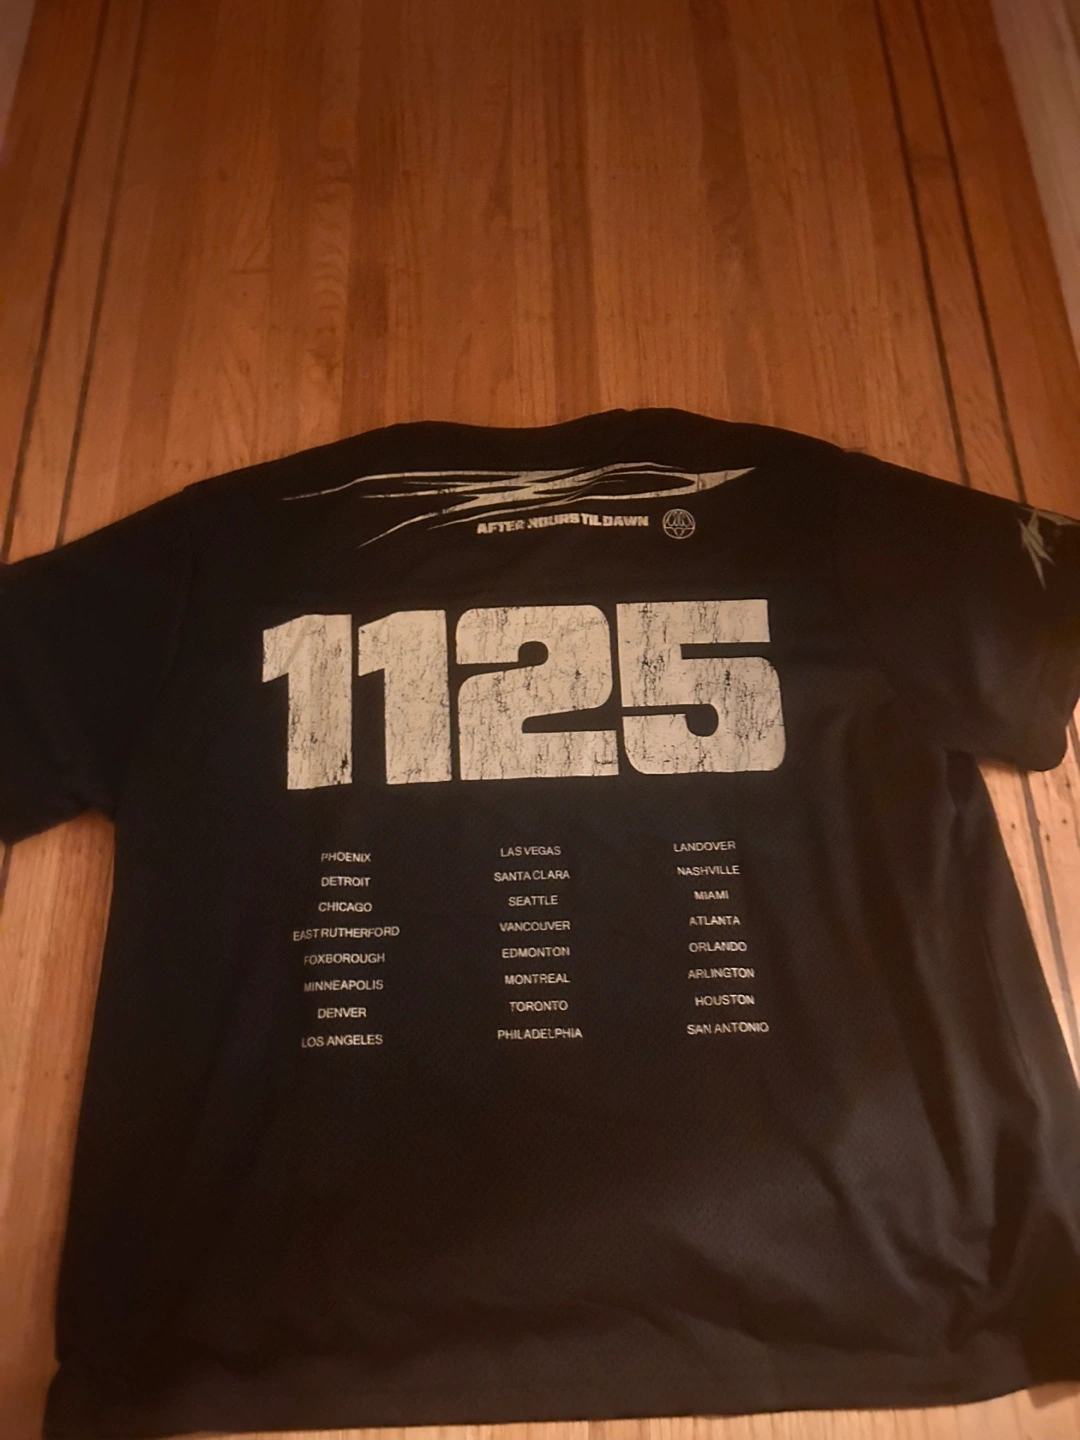 AFTER HOURS TIL DAWN
1125
PHOENIX
DETROIT
CHICAGO
EAST RUTHERFORD
FOXBOROUGH
MINNEAPOLIS
DENVER
LOS ANGELES
LAS VEGAS
SANTA CLARA
SEATTLE
VANCOUVER
EDMONTON
MONTREAL
TORONTO
PHILADELPHIA
LANDOVER
NASHVILLE
MIAMI
ATLANTA
ORLANDO
ARLINGTON
HOUSTON
SAN ANTONIO